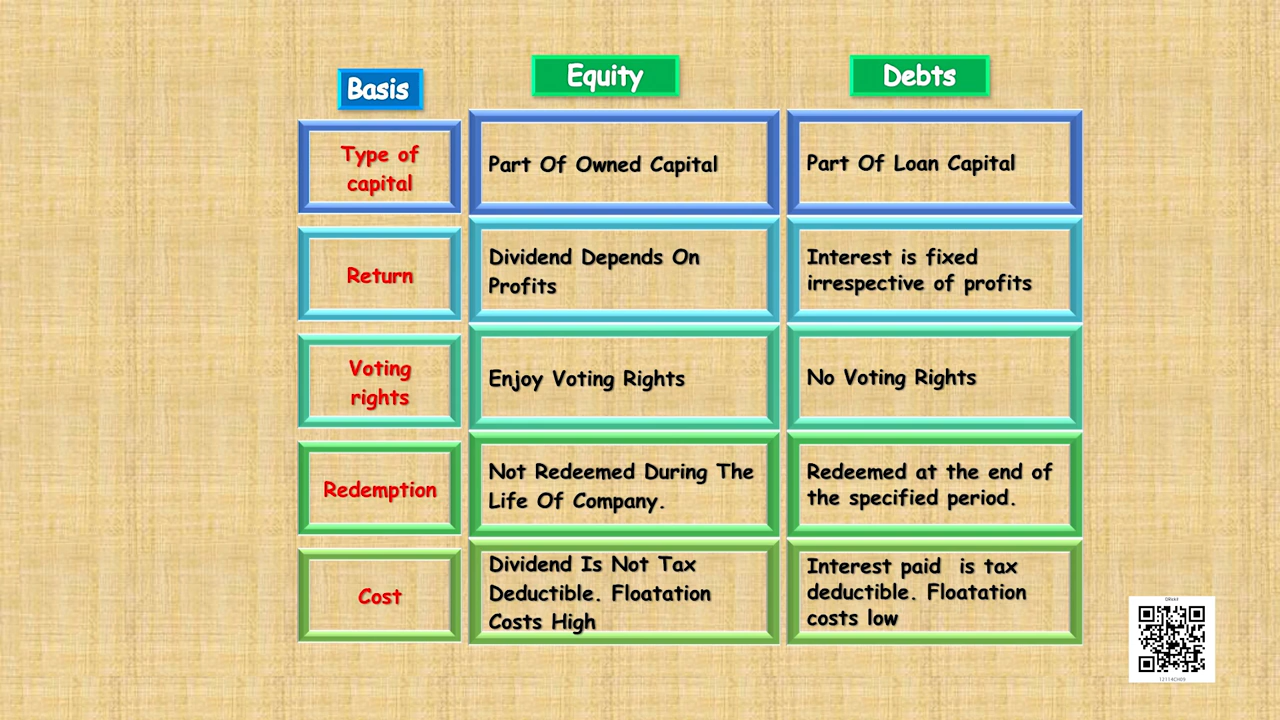 Basis
Equity
Debts
Type of
capital
Part Of Owned Capital
Part Of Loan Capital
Return
Dividend Depends On
Profits
Interest is fixed
irrespective of profits
Voting
rights
Enjoy Voting Rights
No Voting Rights
Redemption
Not Redeemed During The
Life Of Company.
Redeemed at the end of
the specified period.
Cost
Dividend Is Not Tax
Deductible. Floatation
Costs High
Interest paid is tax
deductible. Floatation
costs low
12114CH09